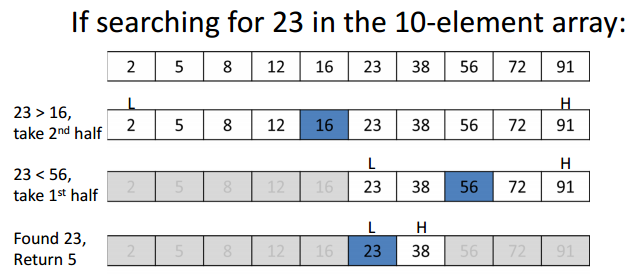 If searching for 23 in the 10-element array:
2 5 8 12 16 23 38 56 72 91
L H
23 > 16,
take 2nd half
2 5 8 12 16 23 38 56 72 91
L H
23 < 56,
take 1st half
2 5 8 12 16 23 38 56 72 91
L H
Found 23,
Return 5
2 5 8 12 16 23 38 56 72 91